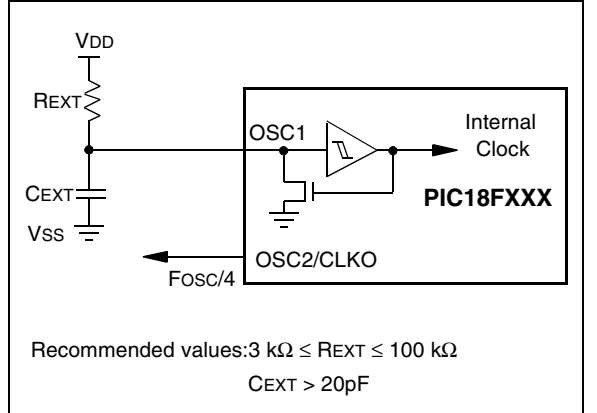 VDD
REXT
OSC1
Internal
Clock
CEXT
PIC18FXXX
VSS
OSC2/CLKO
FOSC/4
Recommended values:3 kΩ ≤ REXT ≤ 100 kΩ
CEXT > 20pF